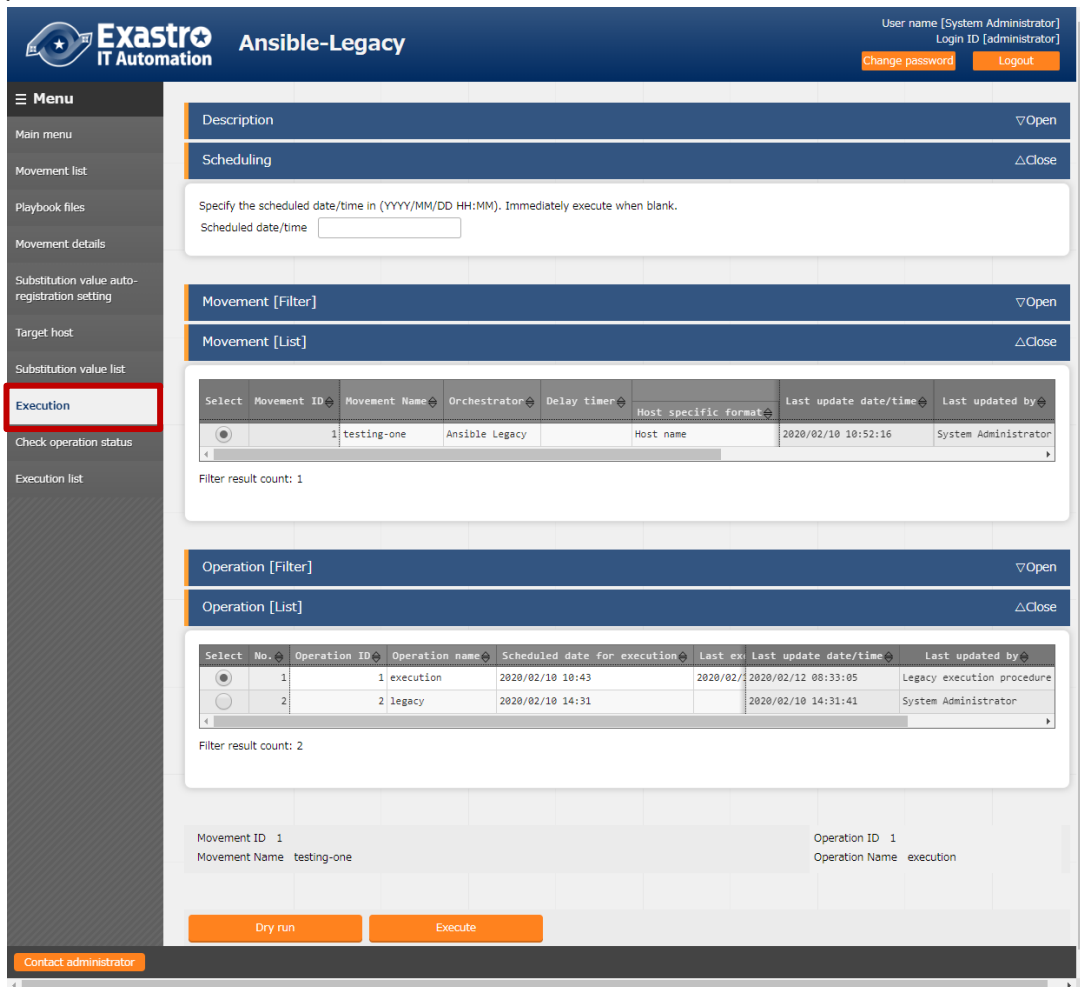 Exastro
IT Automation
Ansible-Legacy
User name [System Administrator]
Login ID [administrator]
Change password Logout
☰ Menu
Main menu
Movement list
Playbook files
Movement details
Substitution value auto-
registration setting
Target host
Substitution value list
Execution
Check operation status
Execution list
Description ▽Open
Scheduling △Close
Specify the scheduled date/time in (YYYY/MM/DD HH:MM). Immediately execute when blank.
Scheduled date/time
Movement [Filter] ▽Open
Movement [List] △Close
Select Movement ID Movement Name Orchestrator Delay timer Host specific format Last update date/time Last updated by
1 testing-one Ansible Legacy Host name 2020/02/10 10:52:16 System Administrator
Filter result count: 1
Operation [Filter] ▽Open
Operation [List] △Close
Select No. Operation ID Operation name Scheduled date for execution Last ex Last update date/time Last updated by
1 1 execution 2020/02/10 10:43 2020/02/1 2020/02/12 08:33:05 Legacy execution procedure
2 2 legacy 2020/02/10 14:31 2020/02/10 14:31:41 System Administrator
Filter result count: 2
Movement ID 1 Operation ID 1
Movement Name testing-one Operation Name execution
Dry run Execute
Contact administrator